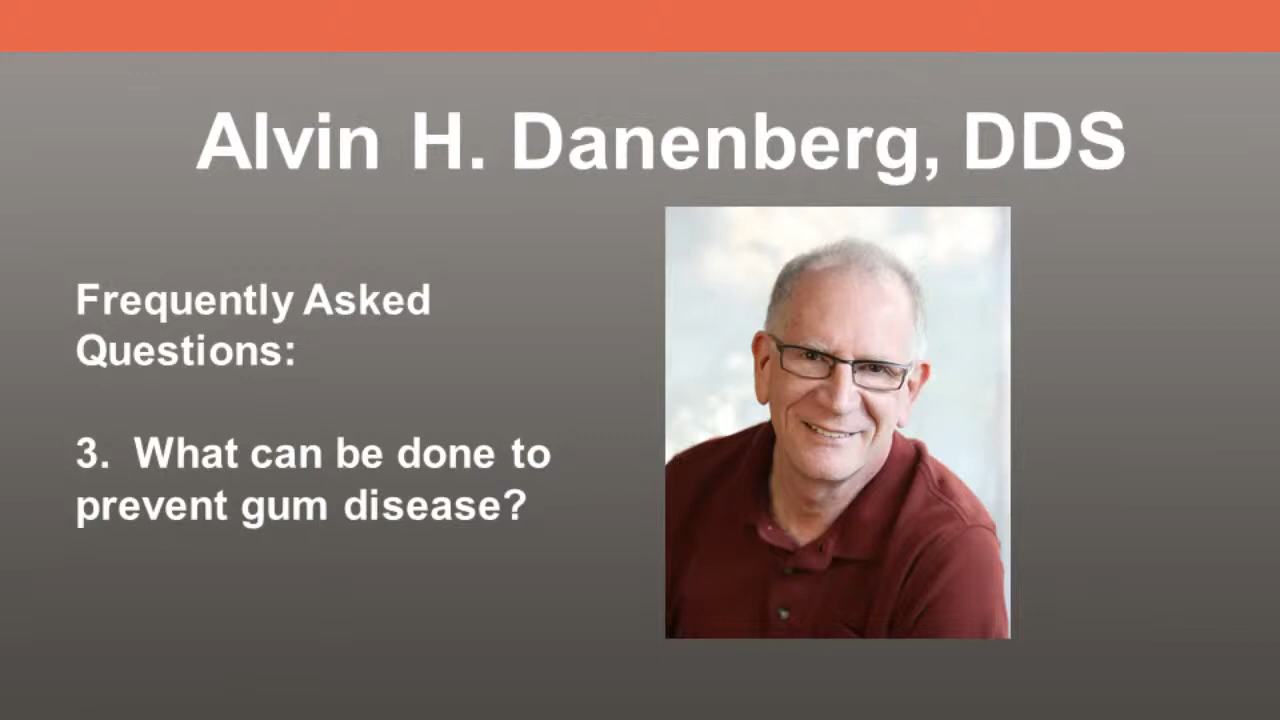 Alvin H. Danenberg, DDS
Frequently Asked
Questions:
3. What can be done to
prevent gum disease?